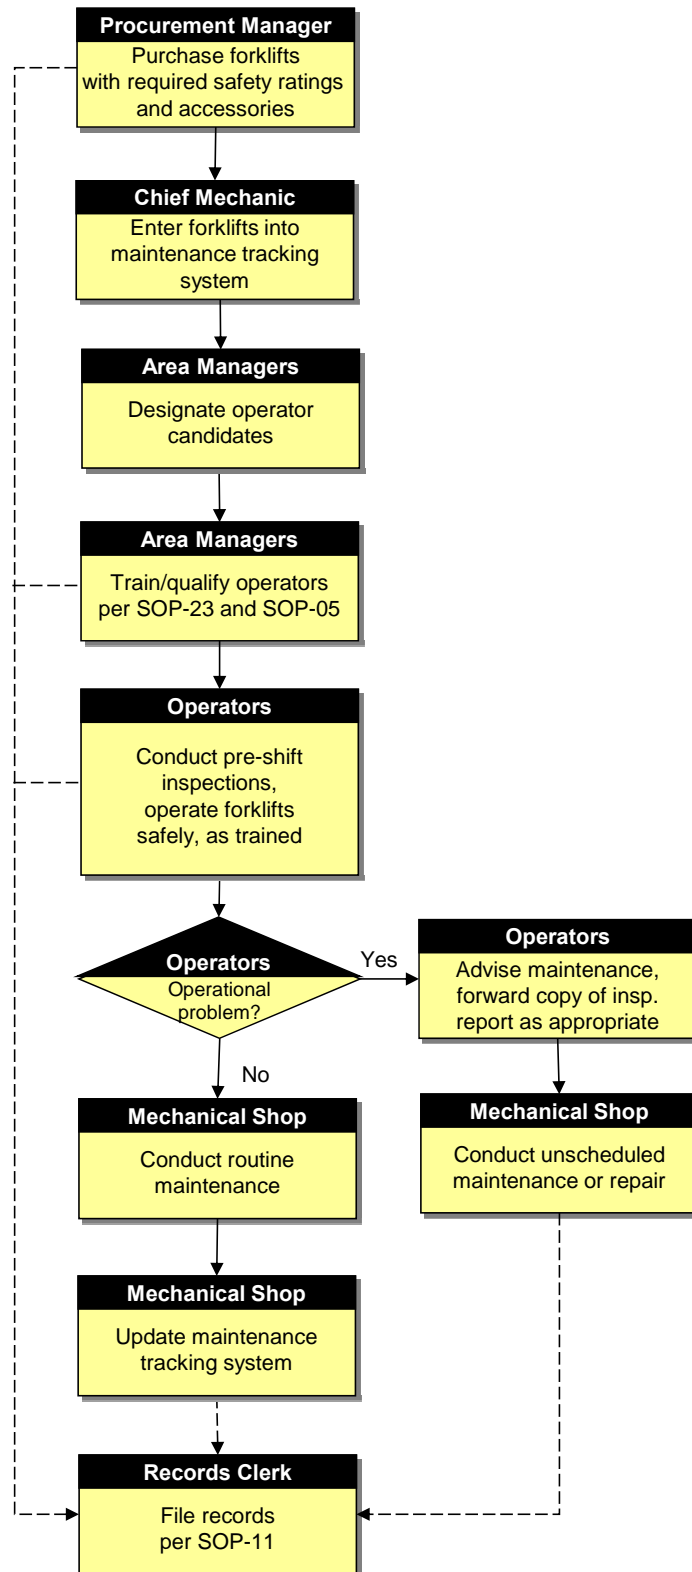 Procurement Manager
Purchase forklifts
with required safety ratings
and accessories
Chief Mechanic
Enter forklifts into
maintenance tracking
system
Area Managers
Designate operator
candidates
Area Managers
Train/qualify operators
per SOP-23 and SOP-05
Operators
Conduct pre-shift
inspections,
operate forklifts
safely, as trained
Operators
Operational
problem?
Yes
No
Operators
Advise maintenance,
forward copy of insp.
report as appropriate
Mechanical Shop
Conduct unscheduled
maintenance or repair
Mechanical Shop
Conduct routine
maintenance
Mechanical Shop
Update maintenance
tracking system
Records Clerk
File records
per SOP-11